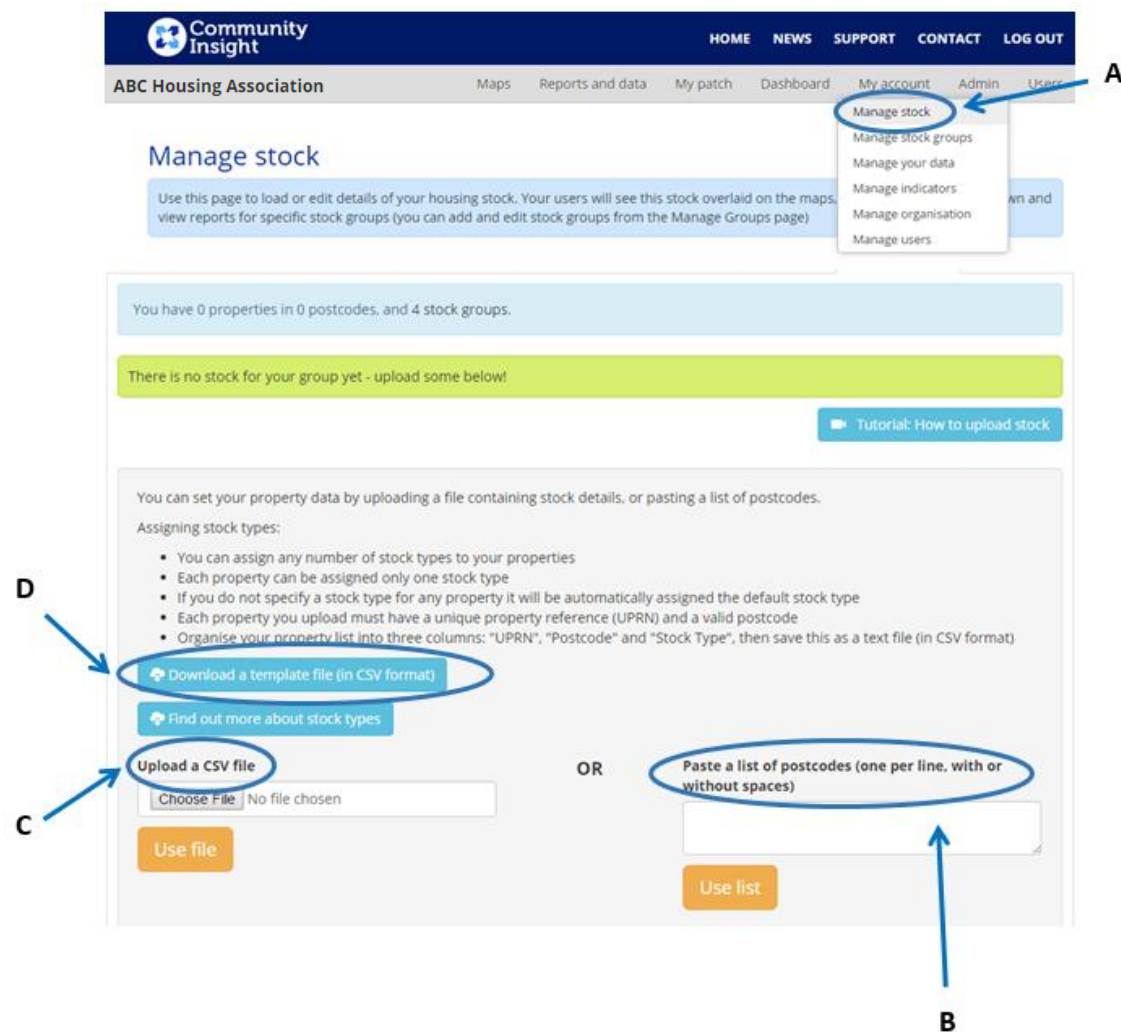 Community
Insight
HOME NEWS SUPPORT CONTACT LOG OUT
ABC Housing Association
Maps Reports and data My patch Dashboard My account Admin Users
A
Manage stock
Manage stock groups
Manage your data
Manage indicators
Manage organisation
Manage users
Manage stock
Use this page to load or edit details of your housing stock. Your users will see this stock overlaid on the maps, wn and
view reports for specific stock groups (you can add and edit stock groups from the Manage Groups page)
You have 0 properties in 0 postcodes, and 4 stock groups.
There is no stock for your group yet - upload some below!
Tutorial: How to upload stock
You can set your property data by uploading a file containing stock details, or pasting a list of postcodes.
Assigning stock types:
• You can assign any number of stock types to your properties
• Each property can be assigned only one stock type
• If you do not specify a stock type for any property it will be automatically assigned the default stock type
• Each property you upload must have a unique property reference (UPRN) and a valid postcode
• Organise your property list into three columns: "UPRN", "Postcode" and "Stock Type", then save this as a text file (in CSV format)
D
Download a template file (in CSV format)
Find out more about stock types
Upload a CSV file
Choose File No file chosen
Use file
C
OR
Paste a list of postcodes (one per line, with or
without spaces)
Use list
B